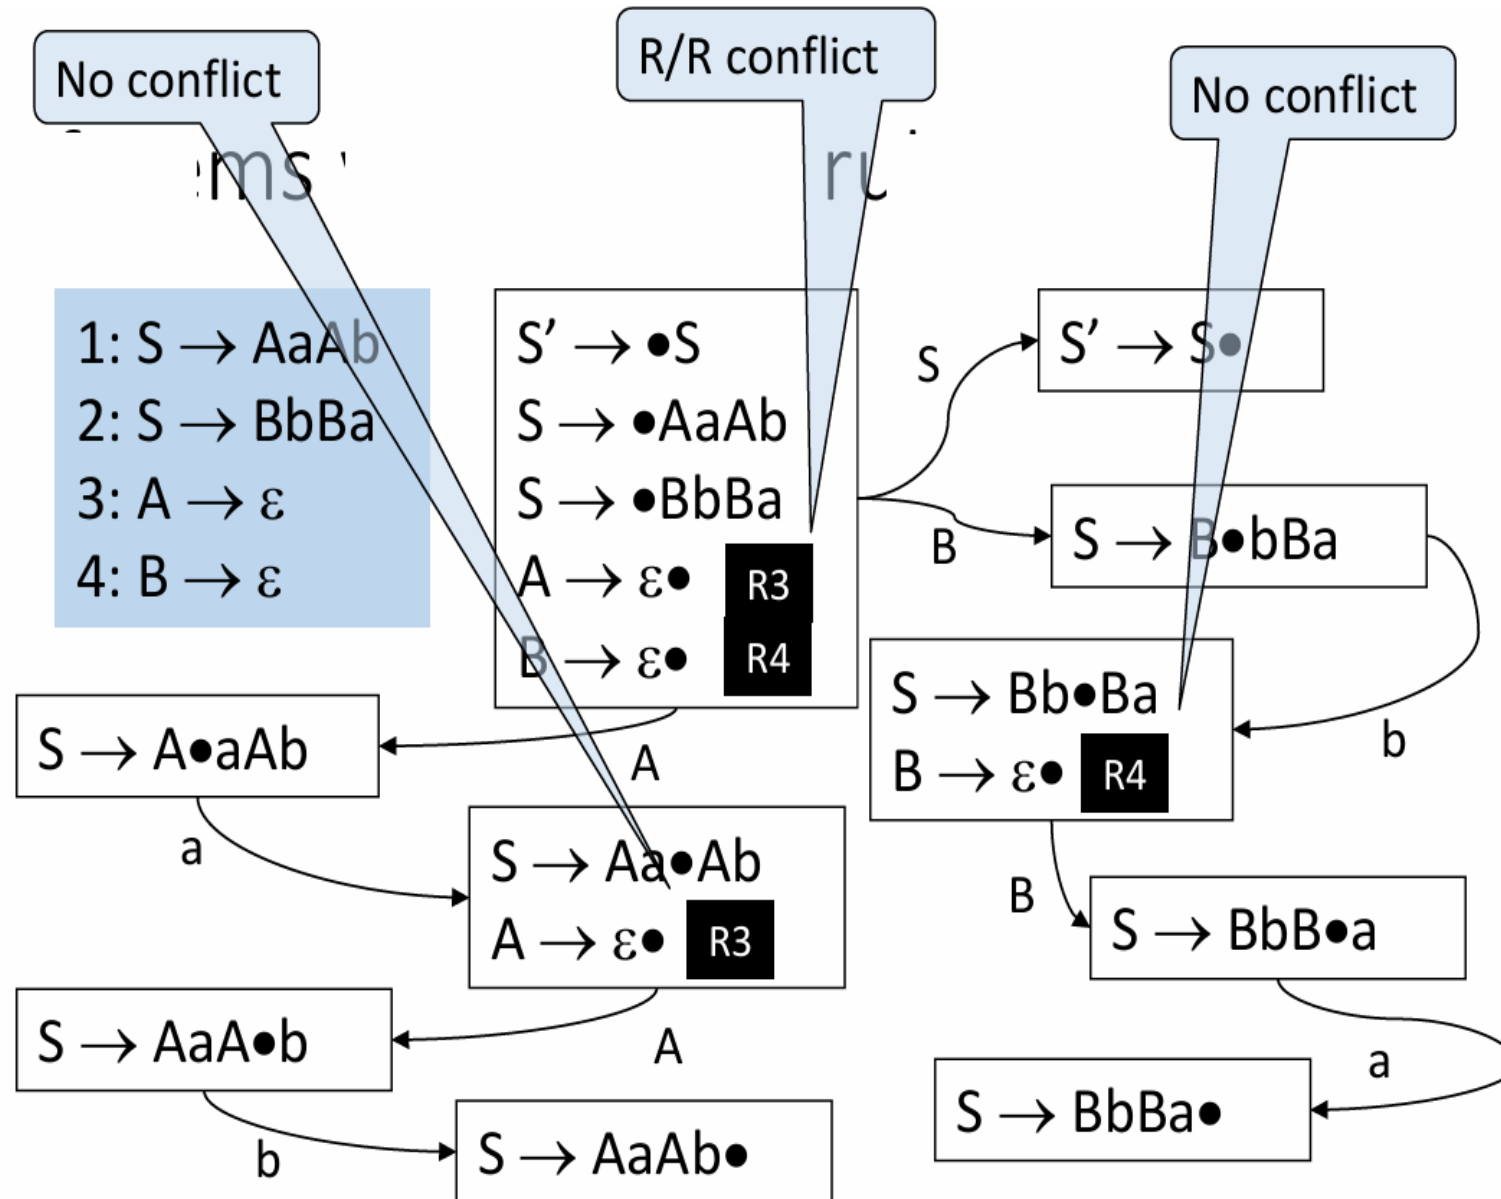 No conflict
R/R conflict
No conflict
1: S → AaAb
2: S → BbBa
3: A → ε
4: B → ε
S’ → •S
S → •AaAb
S → •BbBa
A → ε• R3
B → ε• R4
S
S’ → S•
B
S → B•bBa
b
S → Bb•Ba
B → ε• R4
A
S → A•aAb
a
S → Aa•Ab
A → ε• R3
B
S → BbB•a
A
S → AaA•b
a
S → BbBa•
b
S → AaAb•